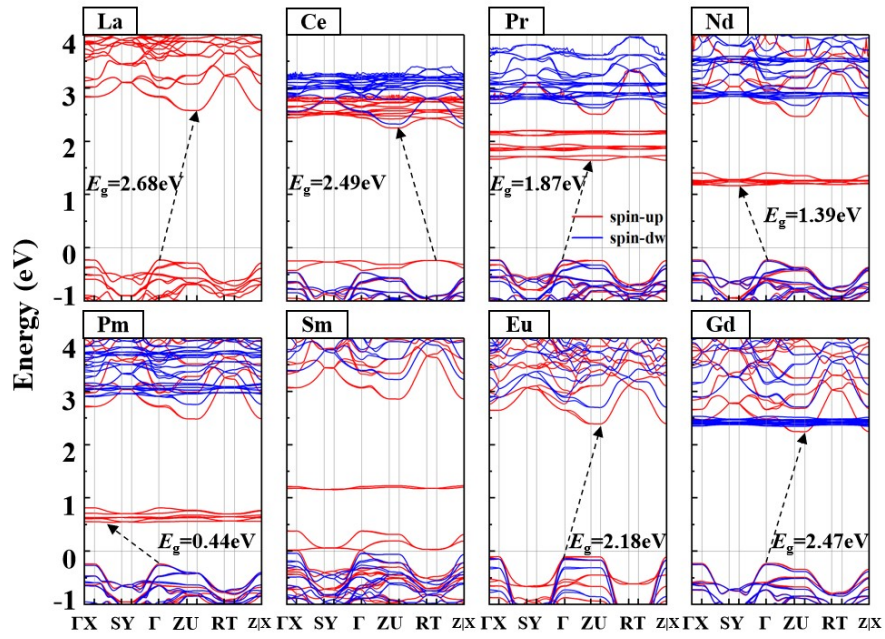 La Ce Pr Nd
4
3
2
1
0
-1
Energy (eV)
Eg=2.68eV
Eg=2.49eV
Eg=1.87eV
spin-up
spin-dw
Eg=1.39eV
Pm Sm Eu Gd
4
3
2
1
0
-1
Eg=0.44eV
Eg=2.18eV
Eg=2.47eV
ΓX SY Γ ZU RT Z|X ΓX SY Γ ZU RT Z|X ΓX SY Γ ZU RT Z|X ΓX SY Γ ZU RT Z|X